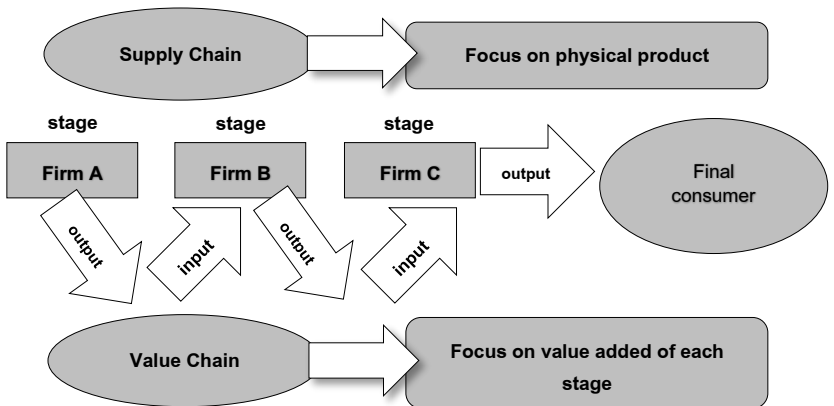 Supply Chain
Focus on physical product
stage
stage
stage
Firm A
Firm B
Firm C
output
Final
consumer
output
input
output
input
Value Chain
Focus on value added of each
stage